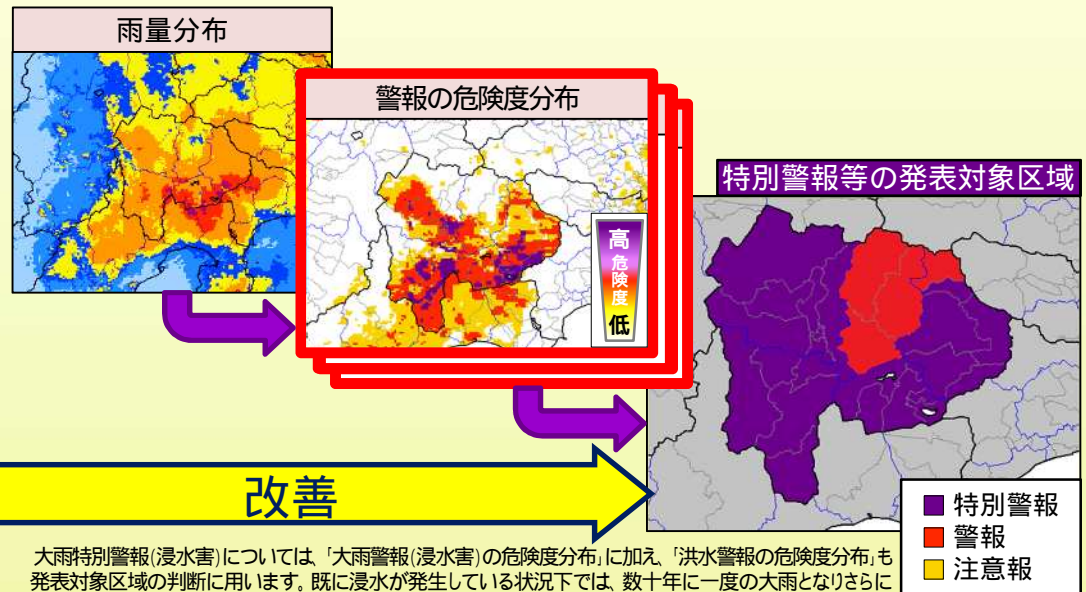 雨量分布
警報の危険度分布
高
危険度
低
特別警報等の発表対象区域
改善
特別警報
警報
注意報
大雨特別警報(浸水害)については、「大雨警報(浸水害)の危険度分布」に加え、「洪水警報の危険度分布」も
発表対象区域の判断に用います。既に浸水が発生している状況下では、数十年に一度の大雨となりさらに